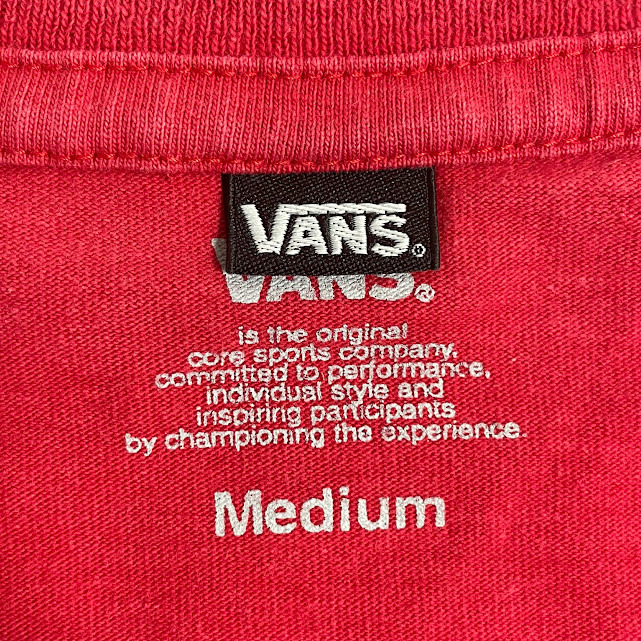 VANS®
VANS®
is the original
core sports company,
committed to performance,
individual style and
inspiring participants
by championing the experience.
Medium